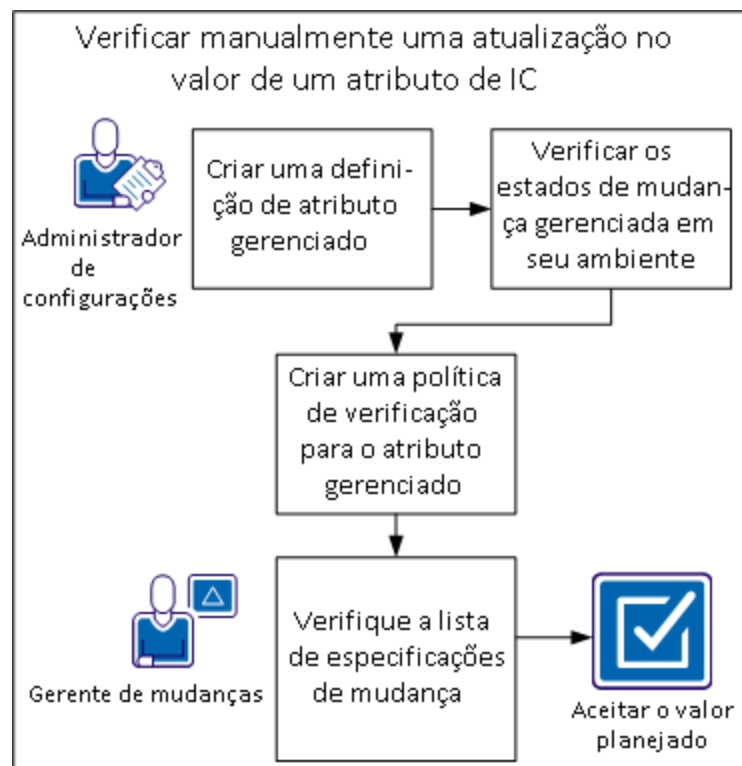 Verificar manualmente uma atualização no
valor de um atributo de IC
Administrador
de
configurações
Criar uma defini-
ção de atributo
gerenciado
Verificar os
estados de mudan-
ça gerenciada em
seu ambiente
Criar uma política
de verificação
para o atributo
gerenciado
Gerente de mudanças
Verifique a lista
de especificações
de mudança
Aceitar o valor
planejado